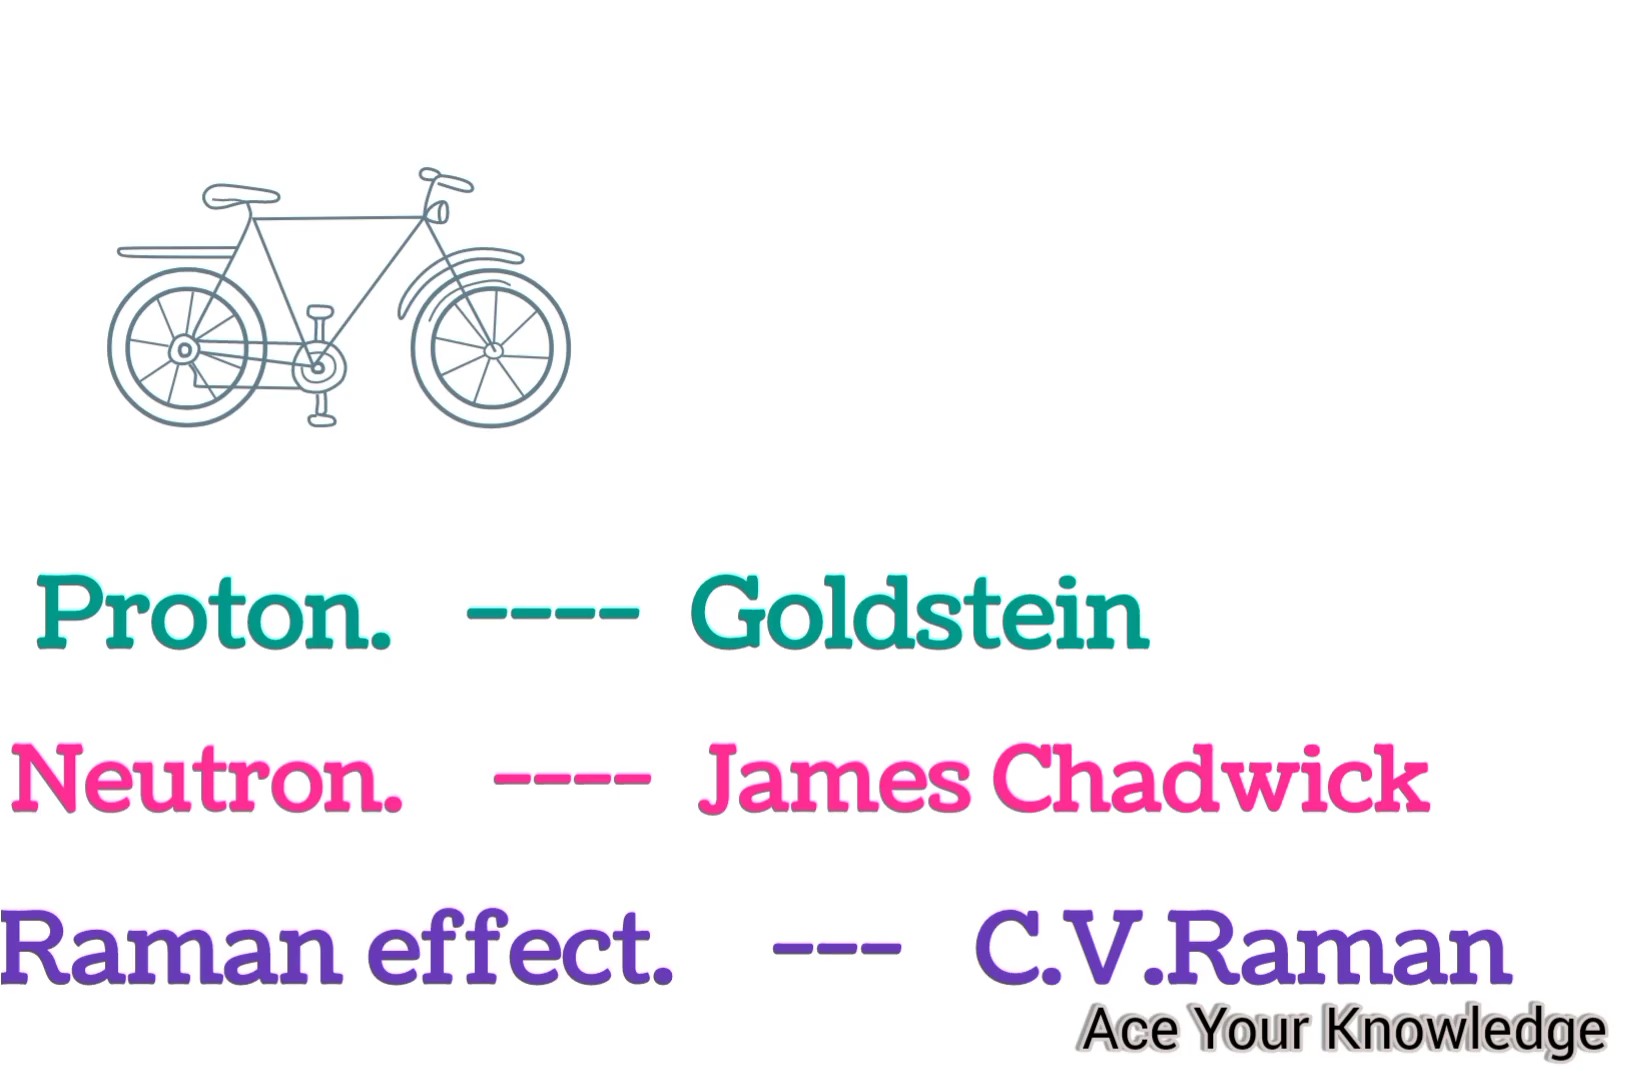 Proton. ---- Goldstein
Neutron. ---- James Chadwick
Raman effect. --- C.V.Raman
Ace Your Knowledge